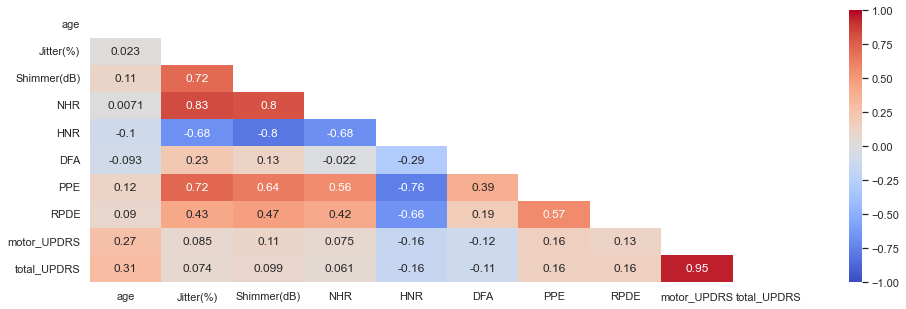 age
Jitter(%) 0.023
Shimmer(dB) 0.11 0.72
NHR 0.0071 0.83 0.8
HNR -0.1 -0.68 -0.8 -0.68
DFA -0.093 0.23 0.13 -0.022 -0.29
PPE 0.12 0.72 0.64 0.56 -0.76 0.39
RPDE 0.09 0.43 0.47 0.42 -0.66 0.19 0.57
motor_UPDRS 0.27 0.085 0.11 0.075 -0.16 -0.12 0.16 0.13
total_UPDRS 0.31 0.074 0.099 0.061 -0.16 -0.11 0.16 0.16 0.95
age Jitter(%) Shimmer(dB) NHR HNR DFA PPE RPDE motor_UPDRS total_UPDRS
1.00
0.75
0.50
0.25
0.00
−0.25
−0.50
−0.75
−1.00